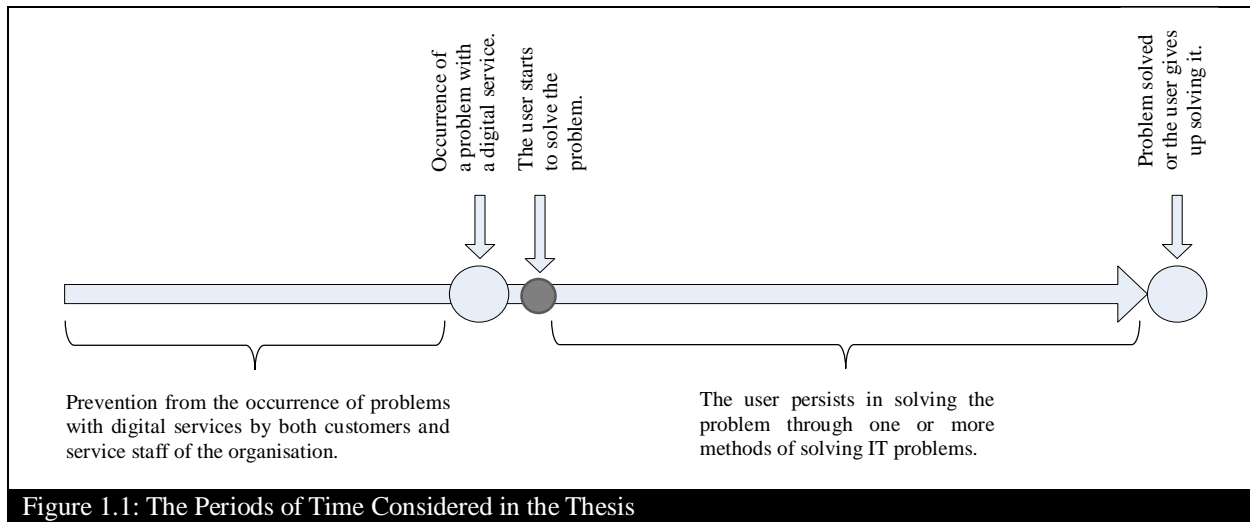 Occurrence of
a problem with
a digital service.
The user starts
to solve the
problem.
Problem solved
or the user gives
up solving it.
Prevention from the occurrence of problems
with digital services by both customers and
service staff of the organisation.
The user persists in solving the
problem through one or more
methods of solving IT problems.
Figure 1.1: The Periods of Time Considered in the Thesis